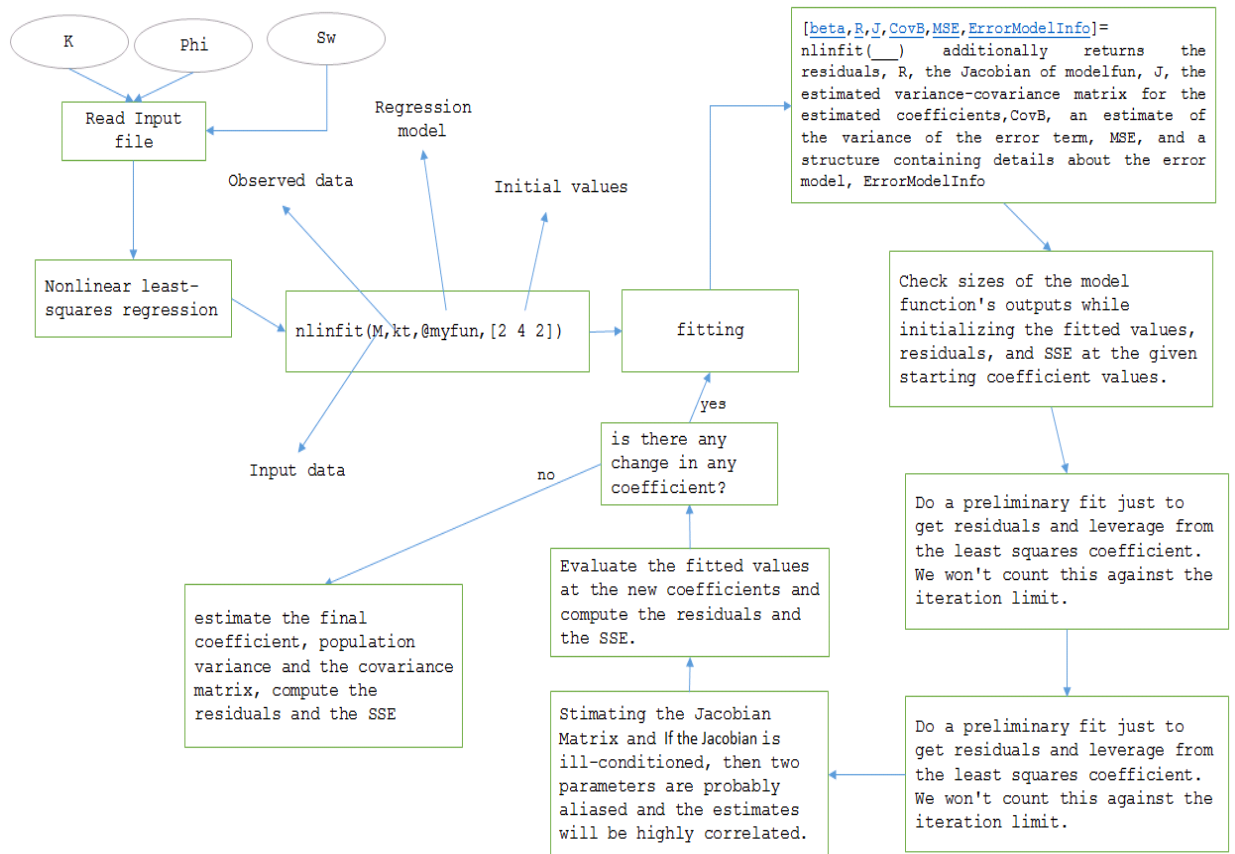 K
Phi
Sw
Read Input
file
Regression
model
Observed data
Initial values
Nonlinear least-
squares regression
nlinfit(M,kt,@myfun,[2 4 2])
fitting
Input data
[beta,R,J,CovB,MSE,ErrorModelInfo]=
nlinfit(___) additionally returns the
residuals, R, the Jacobian of modelfun, J, the
estimated variance-covariance matrix for the
estimated coefficients,CovB, an estimate of
the variance of the error term, MSE, and a
structure containing details about the error
model, ErrorModelInfo
Check sizes of the model
function's outputs while
initializing the fitted values,
residuals, and SSE at the given
starting coefficient values.
Do a preliminary fit just to
get residuals and leverage from
the least squares coefficient.
We won't count this against the
iteration limit.
Do a preliminary fit just to
get residuals and leverage from
the least squares coefficient.
We won't count this against the
iteration limit.
Stimating the Jacobian
Matrix and If the Jacobian is
ill-conditioned, then two
parameters are probably
aliased and the estimates
will be highly correlated.
Evaluate the fitted values
at the new coefficients and
compute the residuals and
the SSE.
is there any
change in any
coefficient?
yes
no
estimate the final
coefficient, population
variance and the covariance
matrix, compute the
residuals and the SSE